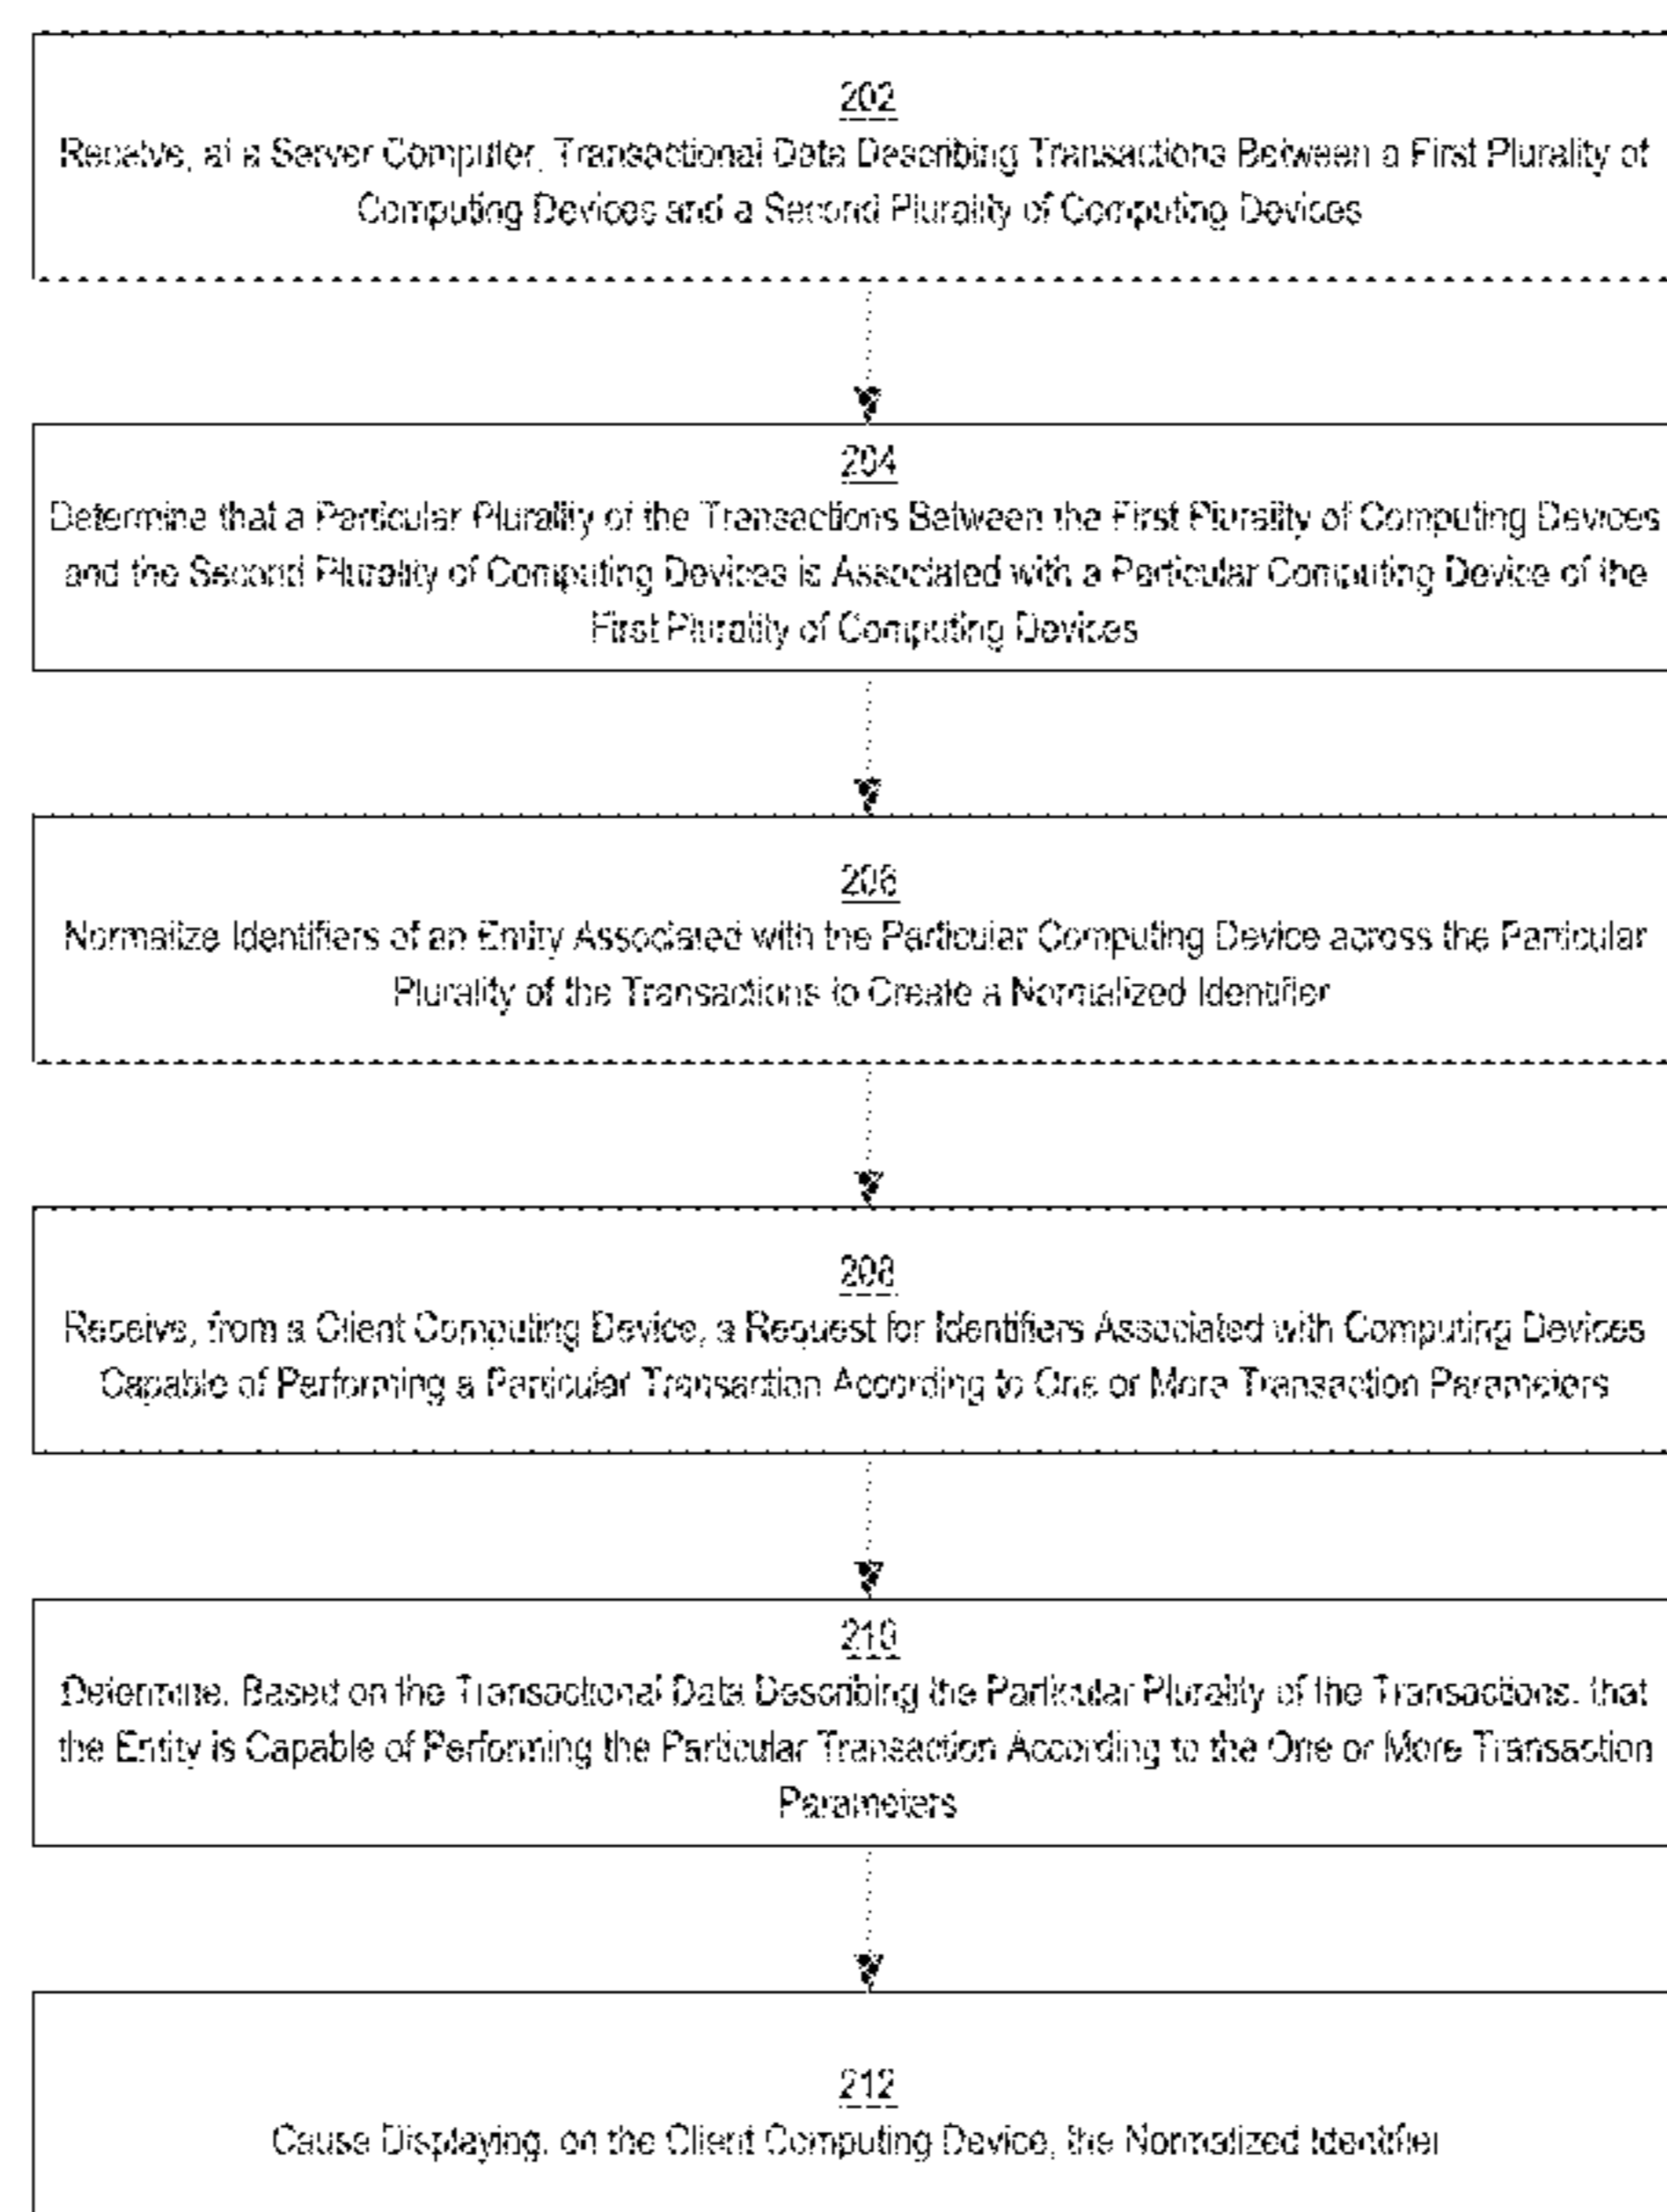 202
Receive, at a Server Computer, Transactional Data Describing Transactions Between a First Plurality of
Computing Devices and a Second Plurality of Computing Devices
204
Determine that a Particular Plurality of the Transactions Between the First Plurality of Computing Devices
and the Second Plurality of Computing Devices is Associated with a Particular Computing Device of the
First Plurality of Computing Devices
206
Normalize Identifiers of an Entity Associated with the Particular Computing Device across the Particular
Plurality of the Transactions to Create a Normalized Identifier
208
Receive, from a Client Computing Device, a Request for Identifiers Associated with Computing Devices
Capable of Performing a Particular Transaction According to One or More Transaction Parameters
210
Determine, Based on the Transactional Data Describing the Particular Plurality of the Transactions, that
the Entity is Capable of Performing the Particular Transaction According to the One or More Transaction
Parameters
212
Cause Displaying, on the Client Computing Device, the Normalized Identifier